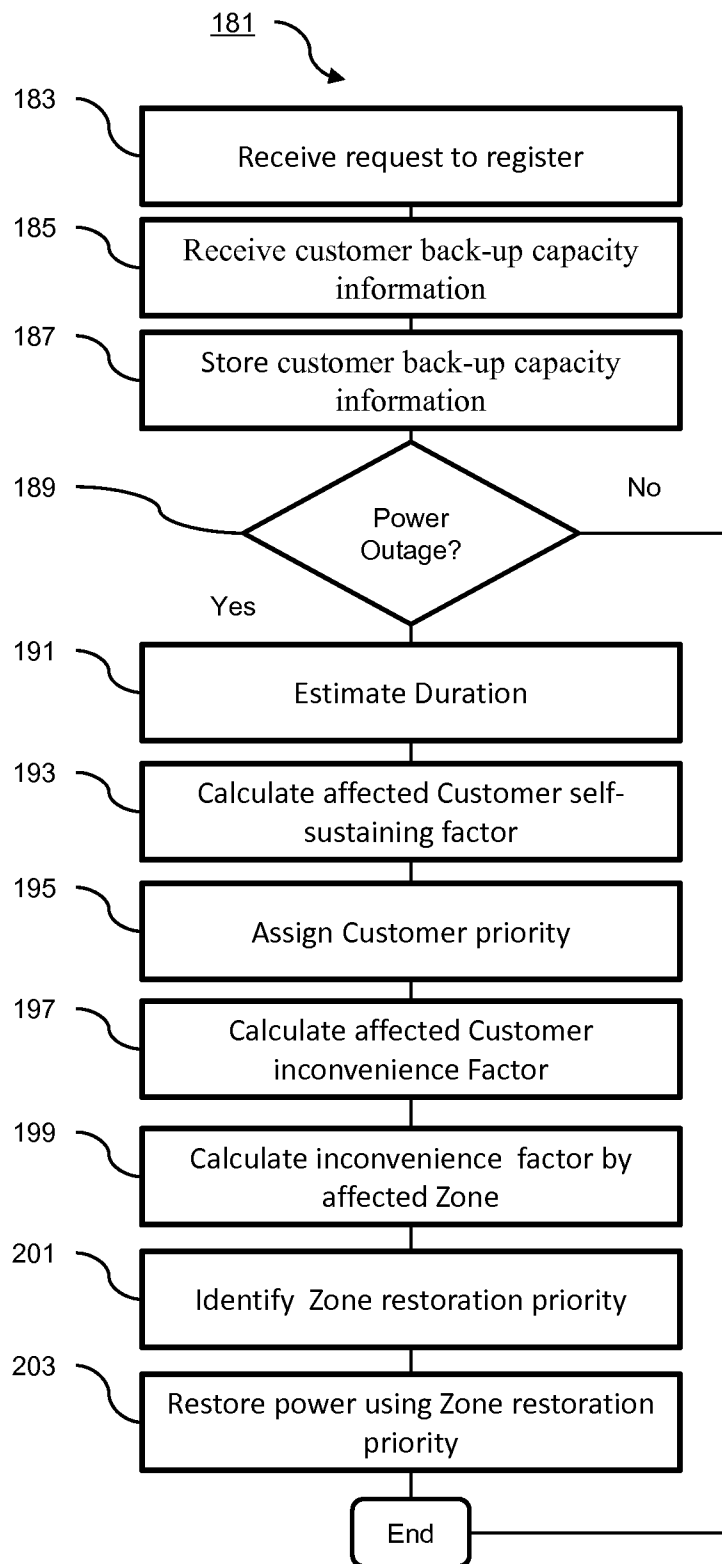 181
183
Receive request to register
185
Receive customer back-up capacity
information
187
Store customer back-up capacity
information
189
Power
Outage?
No
Yes
191
Estimate Duration
193
Calculate affected Customer self-
sustaining factor
195
Assign Customer priority
197
Calculate affected Customer
inconvenience Factor
199
Calculate inconvenience factor by
affected Zone
201
Identify Zone restoration priority
203
Restore power using Zone restoration
priority
End